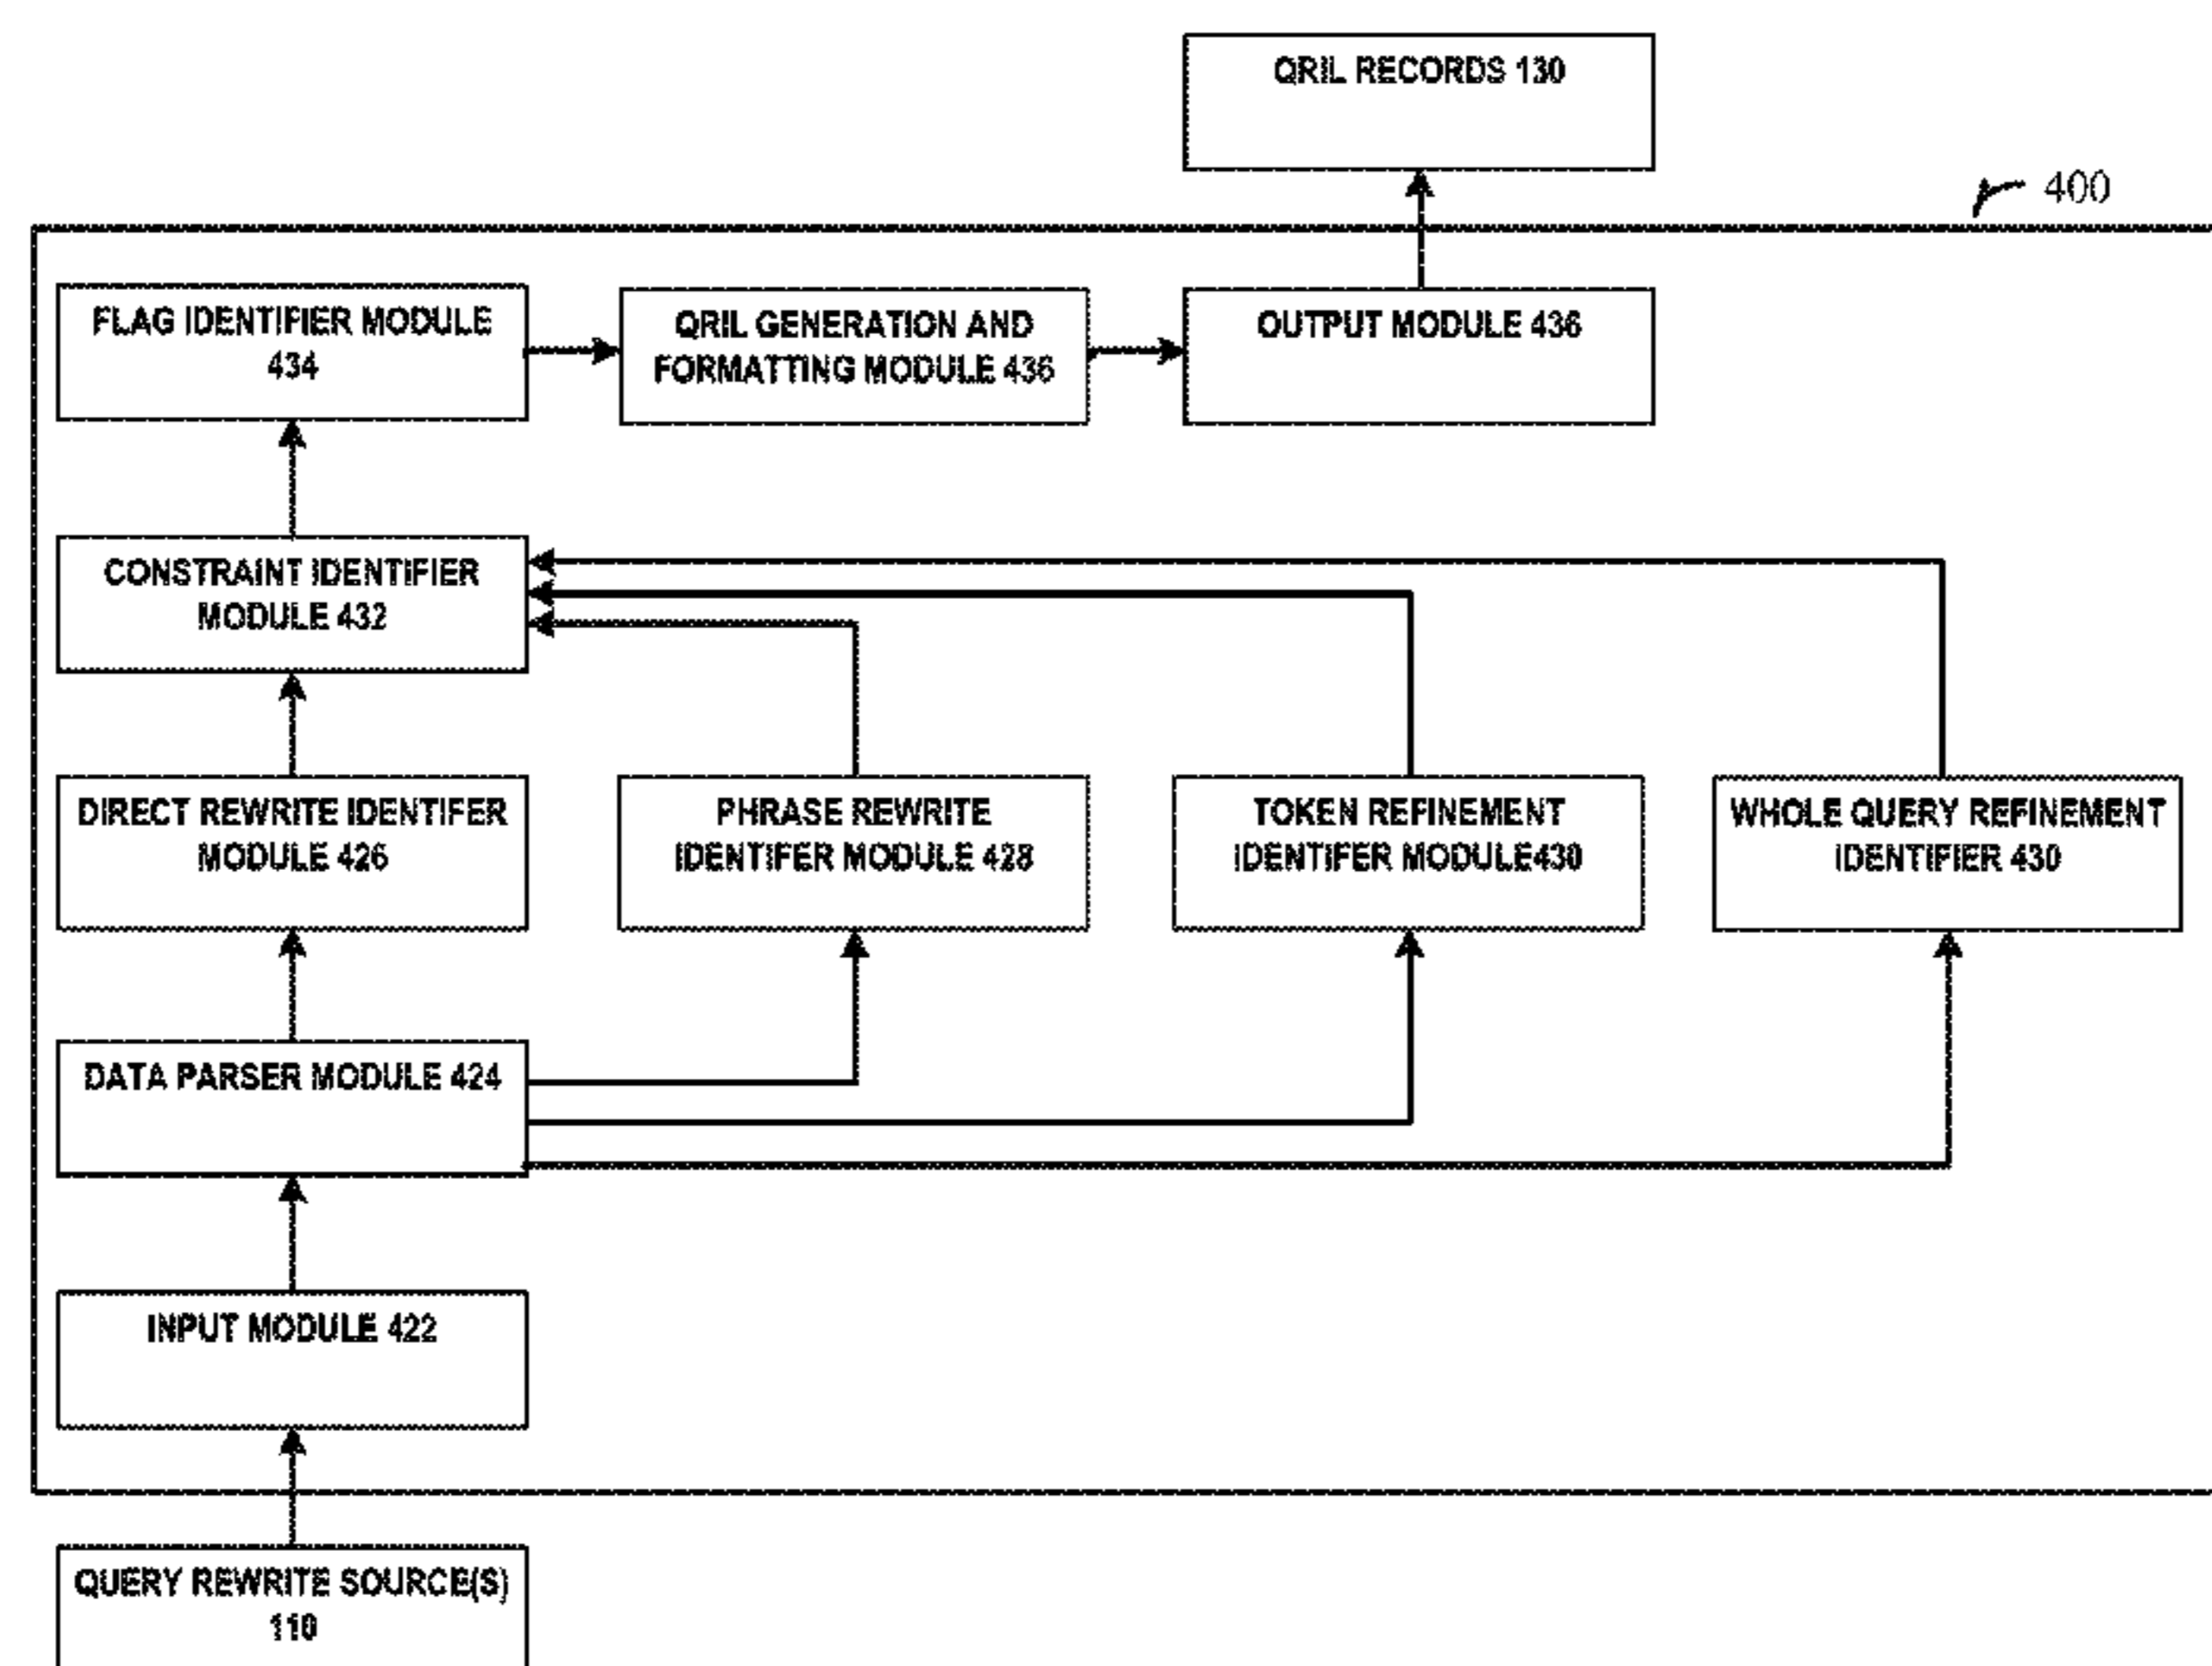 QRIL RECORDS 130
400
FLAG IDENTIFIER MODULE
434
QRIL GENERATION AND
FORMATTING MODULE 436
OUTPUT MODULE 436
CONSTRAINT IDENTIFIER
MODULE 432
DIRECT REWRITE IDENTIFER
MODULE 426
PHRASE REWRITE
IDENTIFER MODULE 428
TOKEN REFINEMENT
IDENTIFER MODULE430
WHOLE QUERY REFINEMENT
IDENTIFIER 430
DATA PARSER MODULE 424
INPUT MODULE 422
QUERY REWRITE SOURCE(S)
110